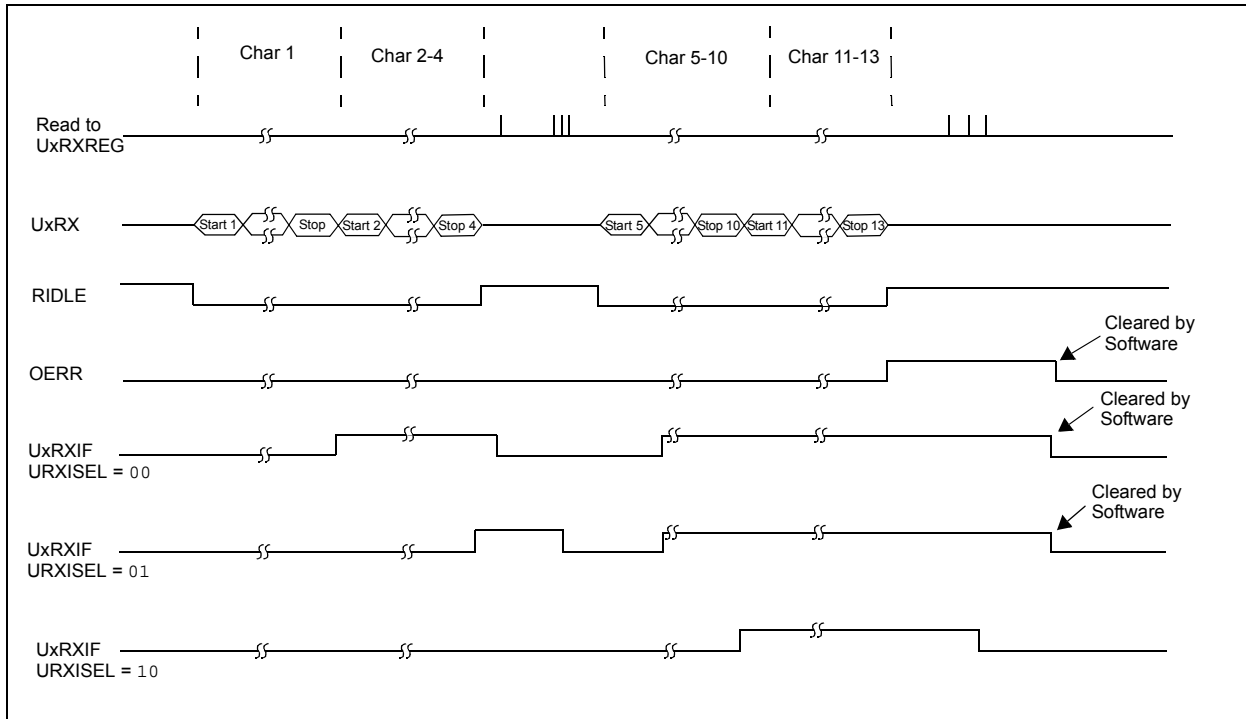 Char 1
Char 2-4
Char 5-10
Char 11-13
Read to
UxRXREG
UxRX
Start 1
Stop
Start 2
Stop 4
Start 5
Stop 10
Start 11
Stop 13
RIDLE
Cleared by
Software
OERR
Cleared by
Software
UxRXIF
URXISEL = 00
Cleared by
Software
UxRXIF
URXISEL = 01
UxRXIF
URXISEL = 10